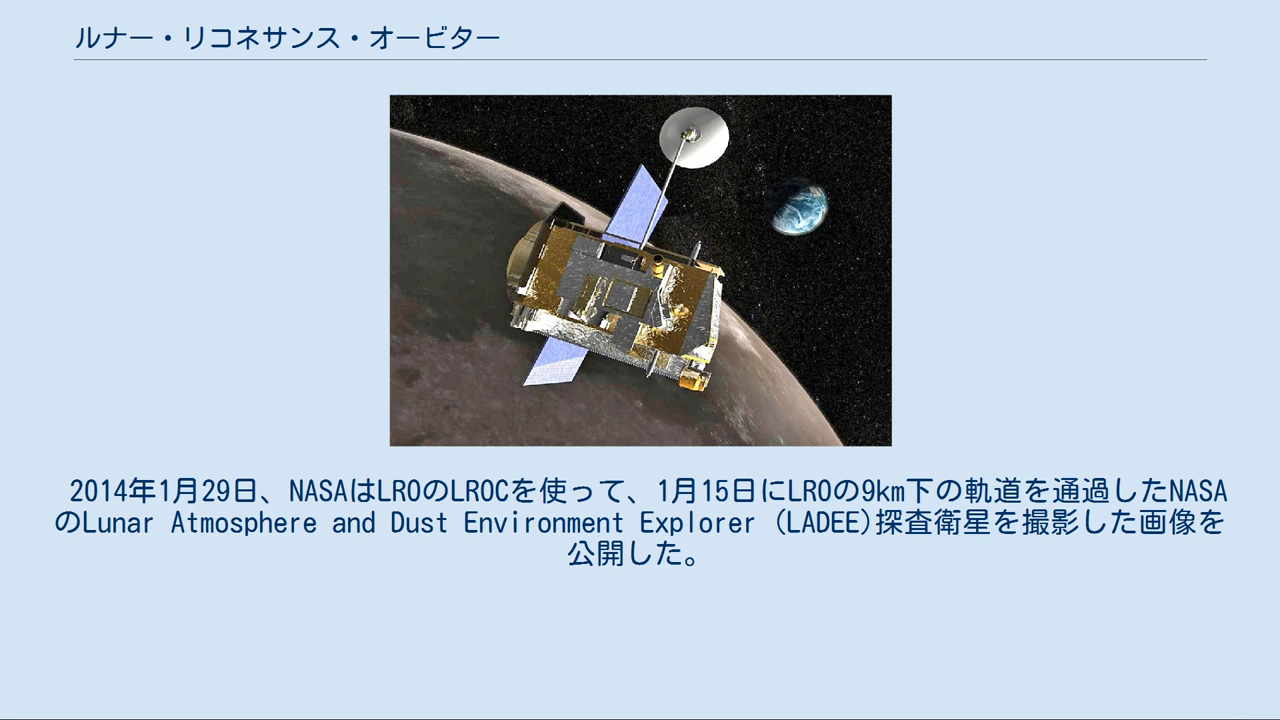 ルナー・リコネサンス・オービター
2014年1月29日、NASAはLROのLROCを使って、1月15日にLROの9km下の軌道を通過したNASA
のLunar Atmosphere and Dust Environment Explorer (LADEE)探査衛星を撮影した画像を
公開した。